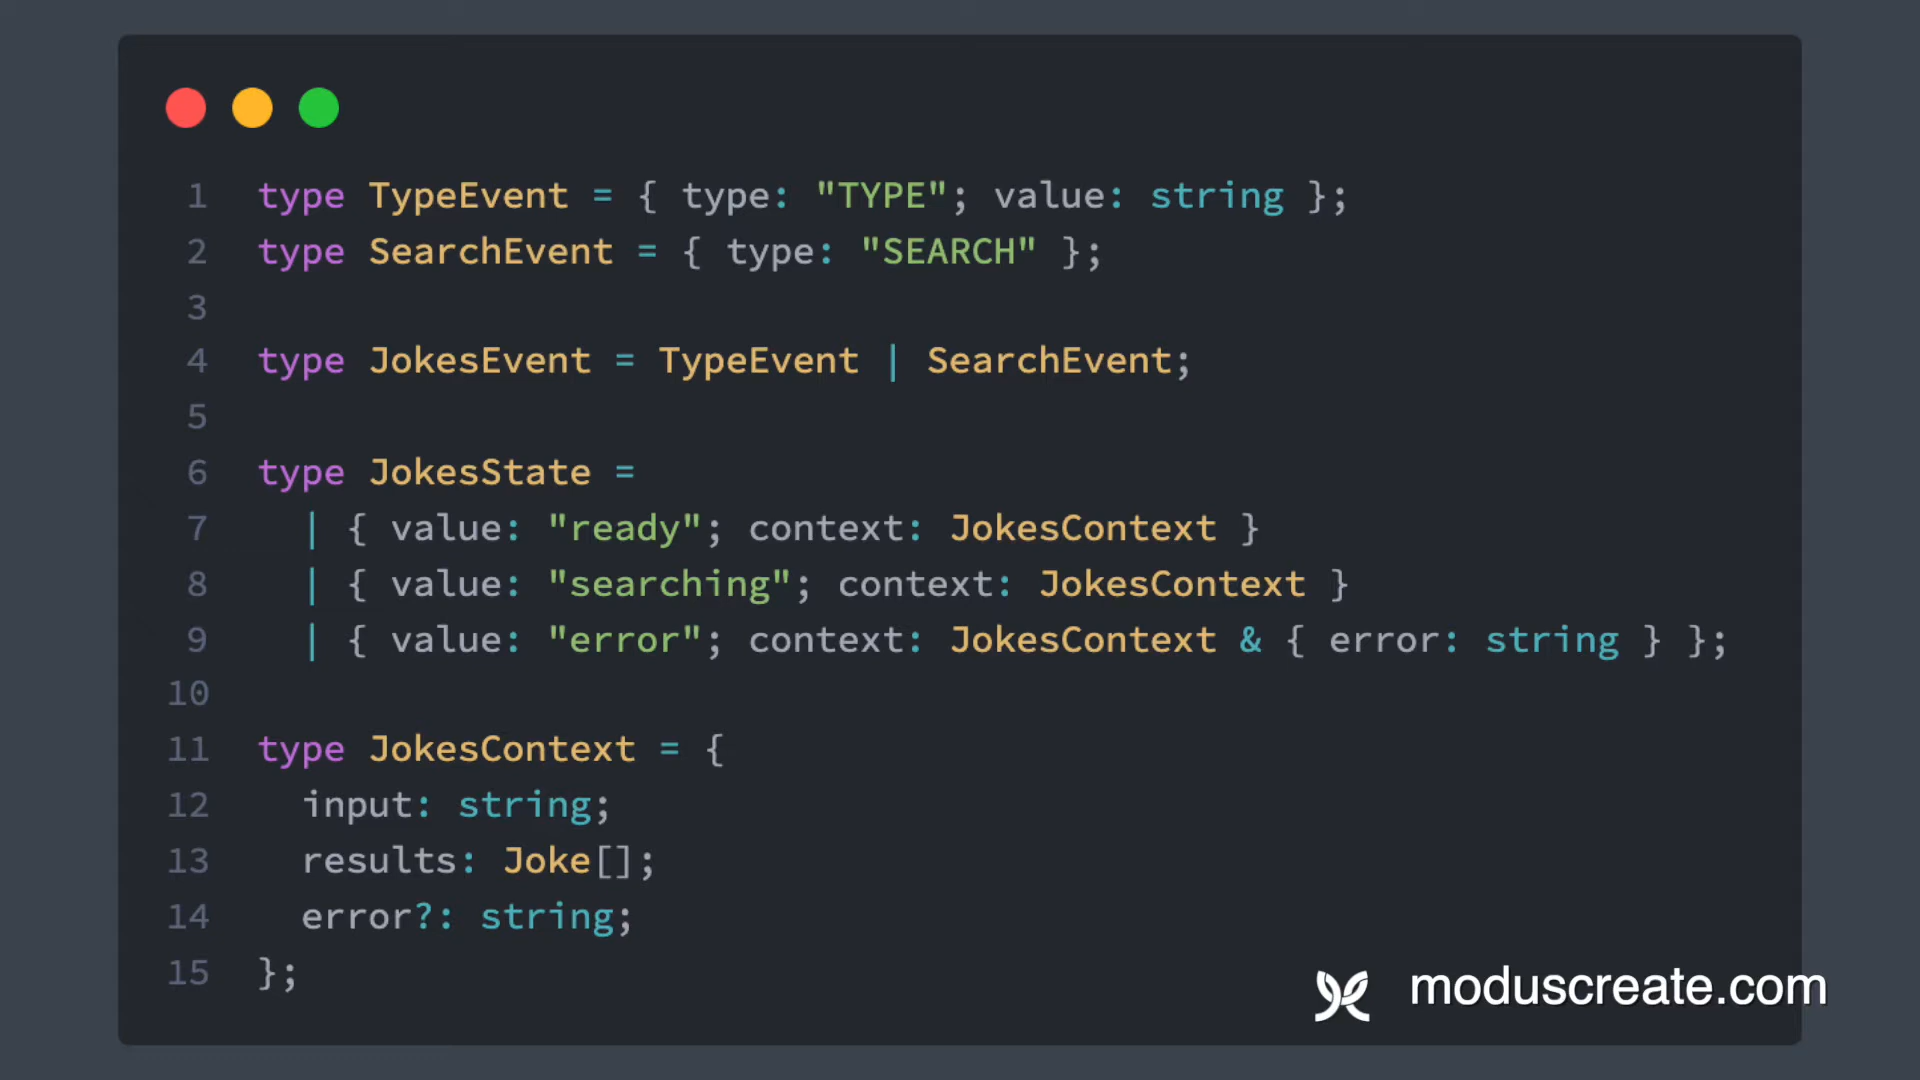 1 type TypeEvent = { type: "TYPE"; value: string };
2 type SearchEvent = { type: "SEARCH" };
3
4 type JokesEvent = TypeEvent | SearchEvent;
5
6 type JokesState =
7 | { value: "ready"; context: JokesContext }
8 | { value: "searching"; context: JokesContext }
9 | { value: "error"; context: JokesContext & { error: string } };
10
11 type JokesContext = {
12 input: string;
13 results: Joke[];
14 error?: string;
15 };
moduscreate.com